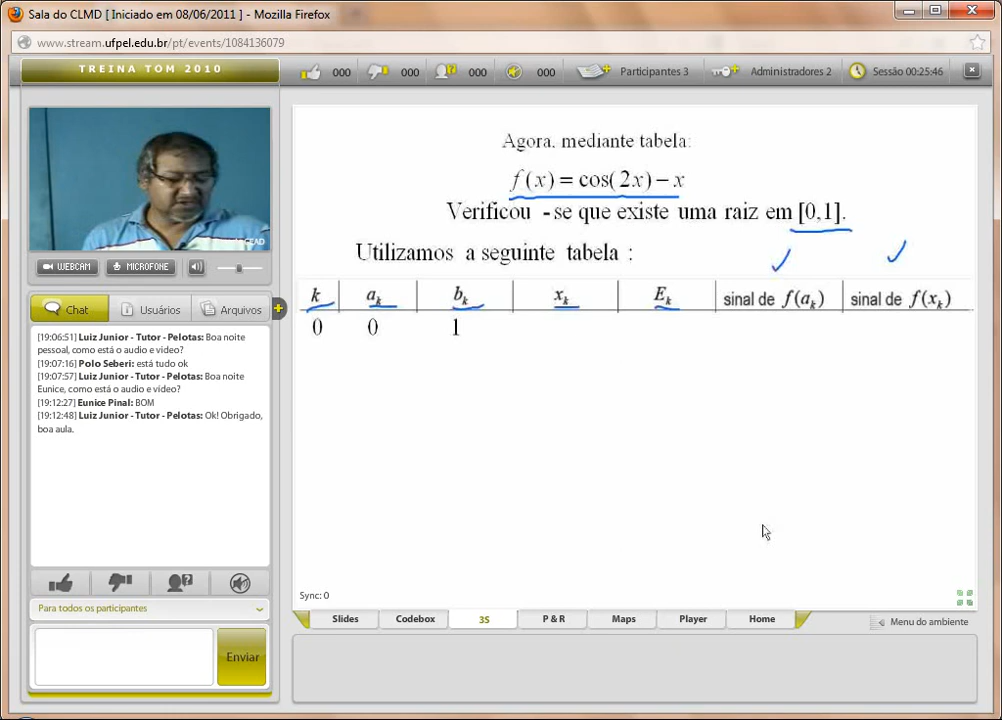 Sala do CLMD [ Iniciado em 08/06/2011 ] - Mozilla Firefox
www.stream.ufpel.edu.br/pt/events/1084136079
TREINA TOM 2010
000 000 000 000 Participantes 3 Administradores 2 Sessão 00:25:46
WEBCAM MICROFONE
Chat Usuários Arquivos
[19:06:51] Luiz Junior - Tutor - Pelotas: Boa noite
pessoal, como está o audio e video?
[19:07:16] Polo Seberi: está tudo ok
[19:07:57] Luiz Junior - Tutor - Pelotas: Boa noite
Eunice, como está o audio e vídeo?
[19:12:27] Eunice Pinal: BOM
[19:12:48] Luiz Junior - Tutor - Pelotas: Ok! Obrigado,
boa aula.
Para todos os participantes
Enviar
Agora, mediante tabela:
f(x) = cos(2x) − x
Verificou -se que existe uma raiz em [0,1].
Utilizamos a seguinte tabela :
k a_k b_k x_k E_k sinal de f(a_k) sinal de f(x_k)
0 0 1
Sync: 0
Slides Codebox 3S P & R Maps Player Home Menu do ambiente